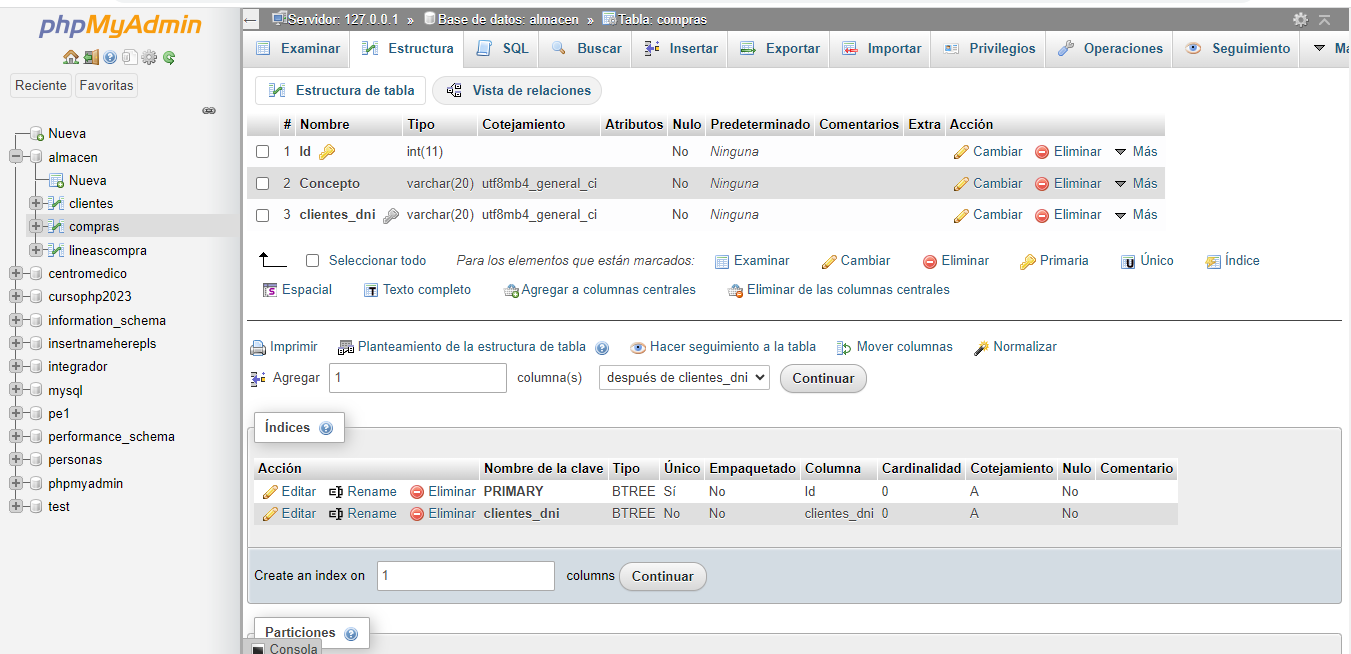 phpMyAdmin
Reciente Favoritas
Nueva
almacen
Nueva
clientes
compras
lineascompra
centromedico
cursophp2023
information_schema
insertnameherepls
integrador
mysql
pe1
performance_schema
personas
phpmyadmin
test
← Servidor: 127.0.0.1 » Base de datos: almacen » Tabla: compras
Examinar Estructura SQL Buscar Insertar Exportar Importar Privilegios Operaciones Seguimiento
Estructura de tabla Vista de relaciones
# Nombre Tipo Cotejamiento Atributos Nulo Predeterminado Comentarios Extra Acción
1 Id int(11) No Ninguna Cambiar Eliminar Más
2 Concepto varchar(20) utf8mb4_general_ci No Ninguna Cambiar Eliminar Más
3 clientes_dni varchar(20) utf8mb4_general_ci No Ninguna Cambiar Eliminar Más
Seleccionar todo Para los elementos que están marcados: Examinar Cambiar Eliminar Primaria Único Índice
Espacial Texto completo Agregar a columnas centrales Eliminar de las columnas centrales
Imprimir Planteamiento de la estructura de tabla Hacer seguimiento a la tabla Mover columnas Normalizar
Agregar 1 columna(s) después de clientes_dni Continuar
Índices
Acción Nombre de la clave Tipo Único Empaquetado Columna Cardinalidad Cotejamiento Nulo Comentario
Editar Rename Eliminar PRIMARY BTREE Sí No Id 0 A No
Editar Rename Eliminar clientes_dni BTREE No No clientes_dni 0 A No
Create an index on 1 columns Continuar
Particiones
Consola